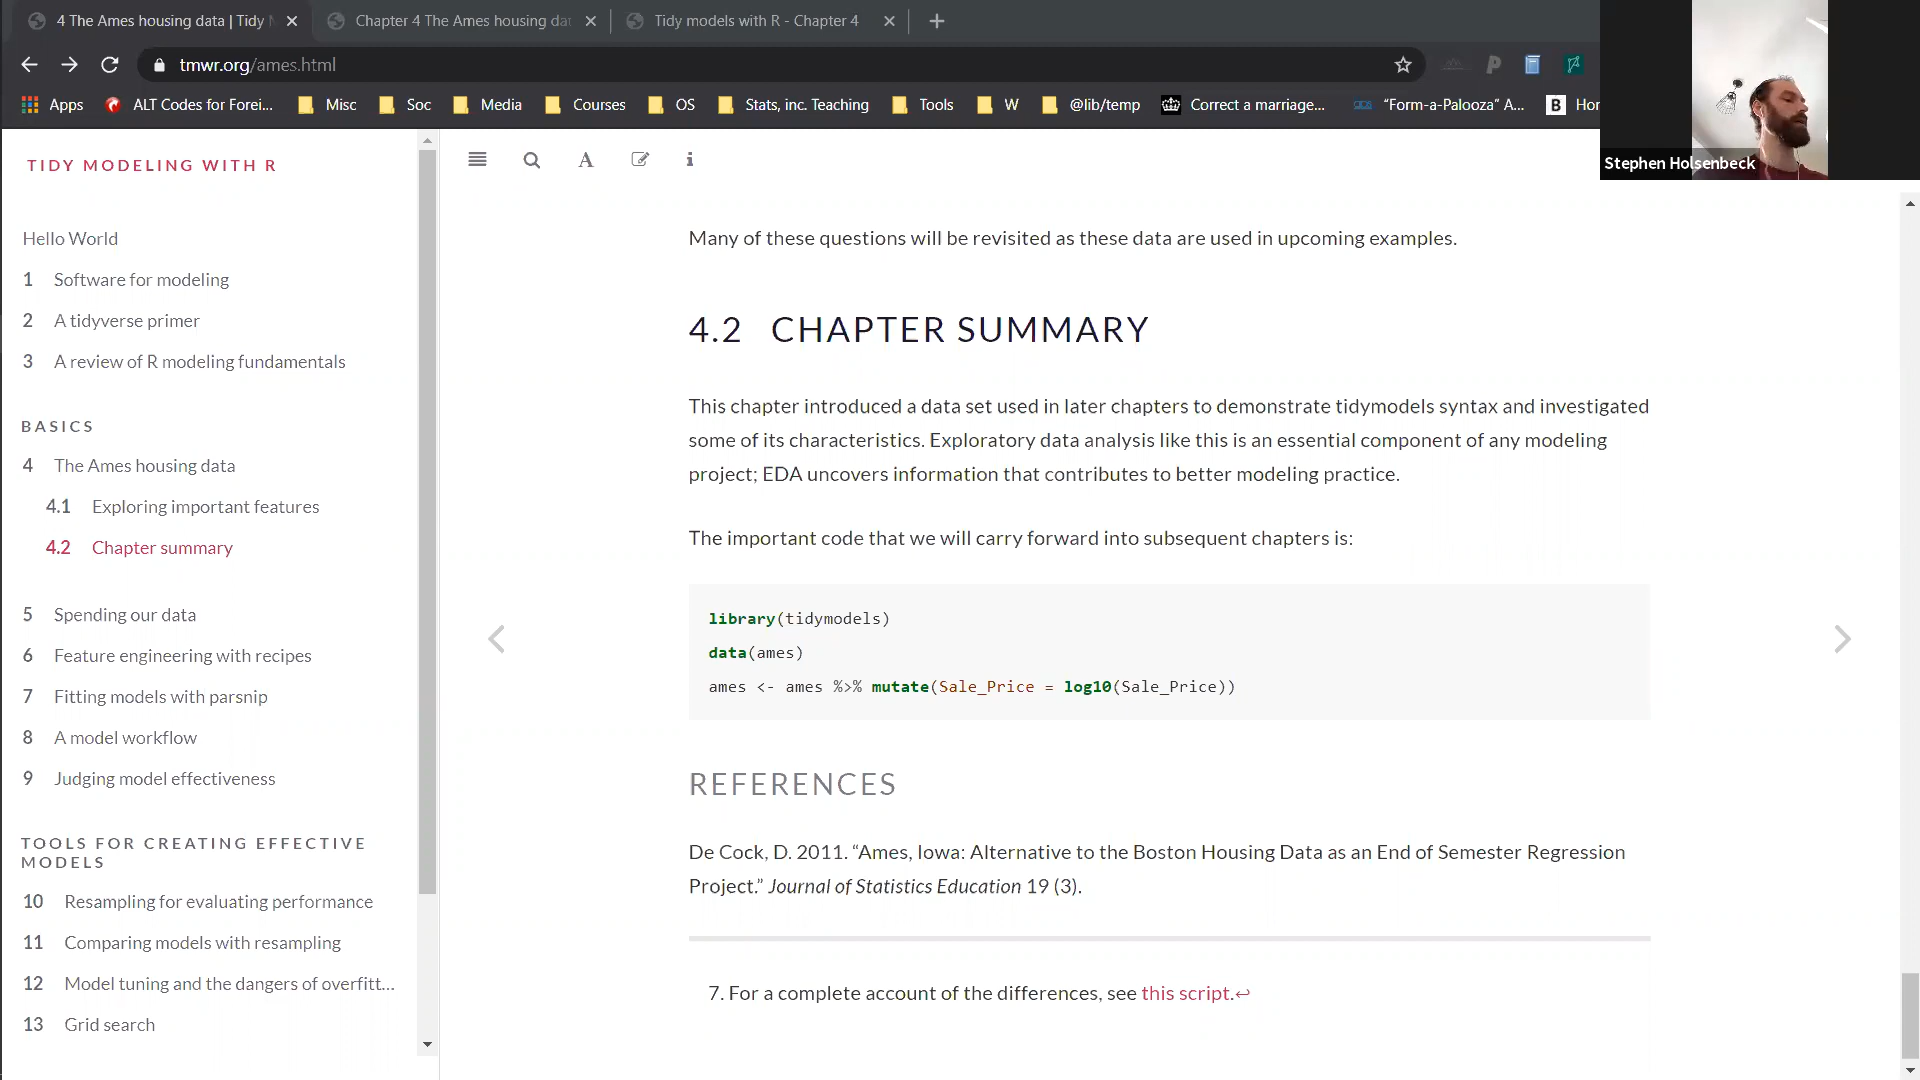 4 The Ames housing data | Tidy
Chapter 4 The Ames housing dat
Tidy models with R - Chapter 4
tmwr.org/ames.html
Apps
ALT Codes for Forei...
Misc
Soc
Media
Courses
OS
Stats, inc. Teaching
Tools
W
@lib/temp
Correct a marriage...
“Form-a-Palooza” A...
B Hor
Stephen Holsenbeck
TIDY MODELING WITH R
Hello World
1 Software for modeling
2 A tidyverse primer
3 A review of R modeling fundamentals
BASICS
4 The Ames housing data
4.1 Exploring important features
4.2 Chapter summary
5 Spending our data
6 Feature engineering with recipes
7 Fitting models with parsnip
8 A model workflow
9 Judging model effectiveness
TOOLS FOR CREATING EFFECTIVE
MODELS
10 Resampling for evaluating performance
11 Comparing models with resampling
12 Model tuning and the dangers of overfitt...
13 Grid search
Many of these questions will be revisited as these data are used in upcoming examples.
4.2 CHAPTER SUMMARY
This chapter introduced a data set used in later chapters to demonstrate tidymodels syntax and investigated
some of its characteristics. Exploratory data analysis like this is an essential component of any modeling
project; EDA uncovers information that contributes to better modeling practice.
The important code that we will carry forward into subsequent chapters is:
library(tidymodels)
data(ames)
ames <- ames %>% mutate(Sale_Price = log10(Sale_Price))
REFERENCES
De Cock, D. 2011. “Ames, Iowa: Alternative to the Boston Housing Data as an End of Semester Regression
Project.” Journal of Statistics Education 19 (3).
7. For a complete account of the differences, see this script.↩